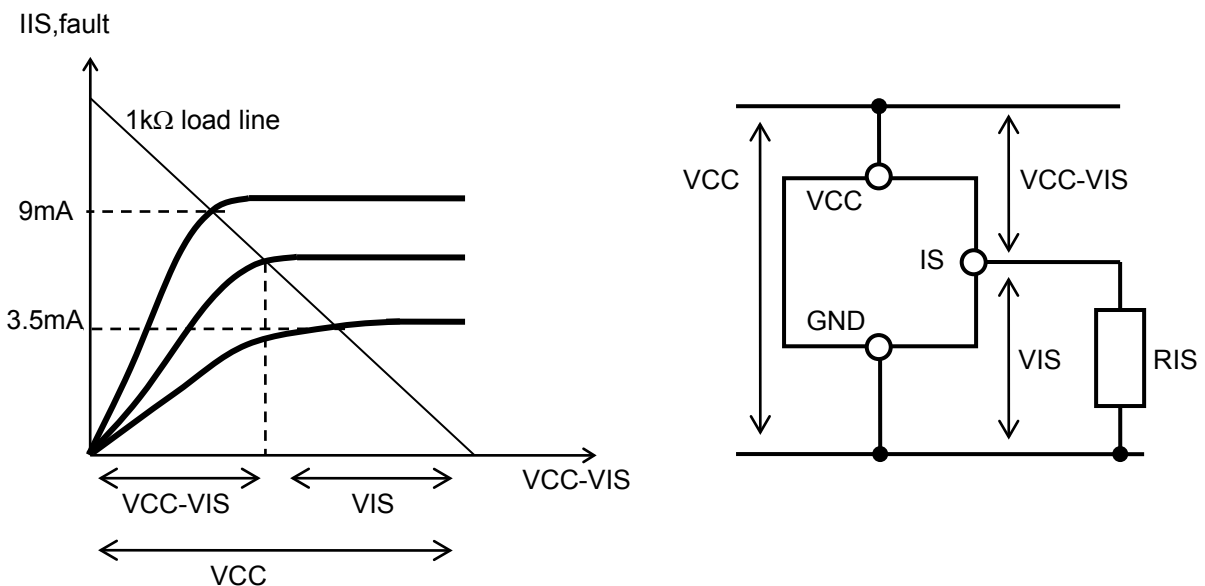 IIS,fault
1kΩ load line
9mA
3.5mA
VCC-VIS
VCC-VIS
VIS
VCC
VCC
VCC
VCC-VIS
IS
GND
VIS
RIS